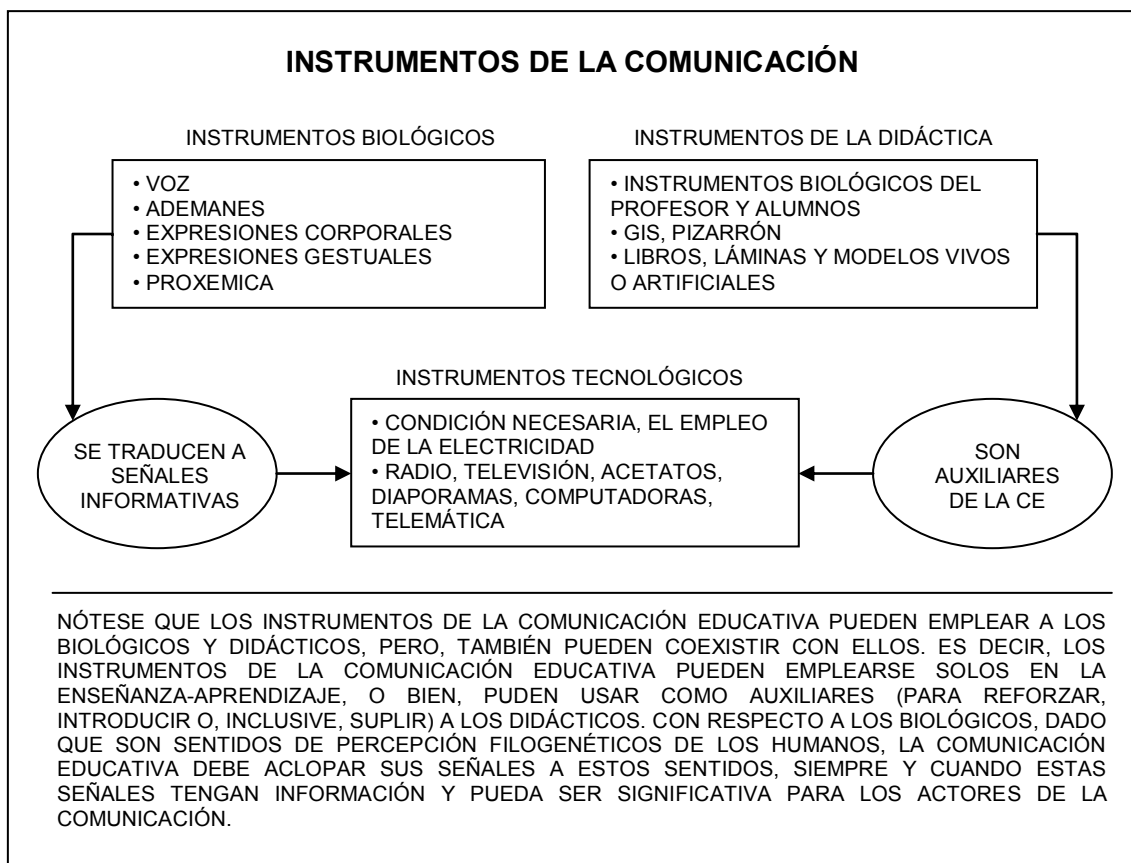 INSTRUMENTOS DE LA COMUNICACIÓN
INSTRUMENTOS BIOLÓGICOS
• VOZ
• ADEMANES
• EXPRESIONES CORPORALES
• EXPRESIONES GESTUALES
• PROXEMICA
INSTRUMENTOS DE LA DIDÁCTICA
• INSTRUMENTOS BIOLÓGICOS DEL
PROFESOR Y ALUMNOS
• GIS, PIZARRÓN
• LIBROS, LÁMINAS Y MODELOS VIVOS
O ARTIFICIALES
INSTRUMENTOS TECNOLÓGICOS
SE TRADUCEN A
SEÑALES
INFORMATIVAS
• CONDICIÓN NECESARIA, EL EMPLEO
DE LA ELECTRICIDAD
• RADIO, TELEVISIÓN, ACETATOS,
DIAPORAMAS, COMPUTADORAS,
TELEMÁTICA
SON
AUXILIARES
DE LA CE
NÓTESE QUE LOS INSTRUMENTOS DE LA COMUNICACIÓN EDUCATIVA PUEDEN EMPLEAR A LOS
BIOLÓGICOS Y DIDÁCTICOS, PERO, TAMBIÉN PUEDEN COEXISTIR CON ELLOS. ES DECIR, LOS
INSTRUMENTOS DE LA COMUNICACIÓN EDUCATIVA PUEDEN EMPLEARSE SOLOS EN LA
ENSEÑANZA-APRENDIZAJE, O BIEN, PUDEN USAR COMO AUXILIARES (PARA REFORZAR,
INTRODUCIR O, INCLUSIVE, SUPLIR) A LOS DIDÁCTICOS. CON RESPECTO A LOS BIOLÓGICOS, DADO
QUE SON SENTIDOS DE PERCEPCIÓN FILOGENÉTICOS DE LOS HUMANOS, LA COMUNICACIÓN
EDUCATIVA DEBE ACLOPAR SUS SEÑALES A ESTOS SENTIDOS, SIEMPRE Y CUANDO ESTAS
SEÑALES TENGAN INFORMACIÓN Y PUEDA SER SIGNIFICATIVA PARA LOS ACTORES DE LA
COMUNICACIÓN.